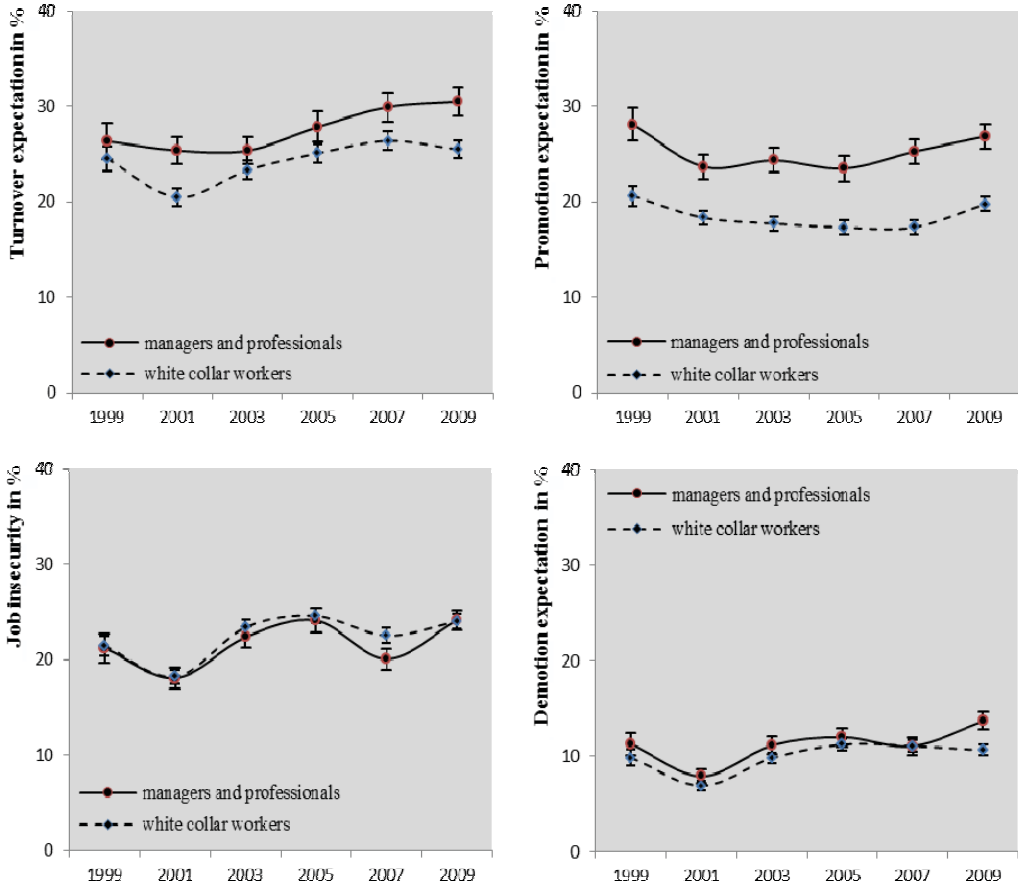 Turnover expectation in %
40
30
20
10
0
managers and professionals
white collar workers
1999 2001 2003 2005 2007 2009
Promotion expectation in %
40
30
20
10
0
managers and professionals
white collar workers
1999 2001 2003 2005 2007 2009
Job insecurity in %
40
30
20
10
0
managers and professionals
white collar workers
1999 2001 2003 2005 2007 2009
Demotion expectation in %
40
30
20
10
0
managers and professionals
white collar workers
1999 2001 2003 2005 2007 2009